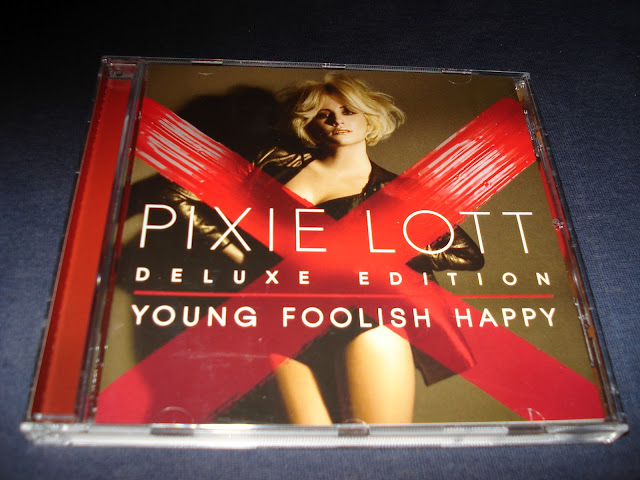 PIXIE LOTT
DELUXE EDITION
YOUNG FOOLISH HAPPY